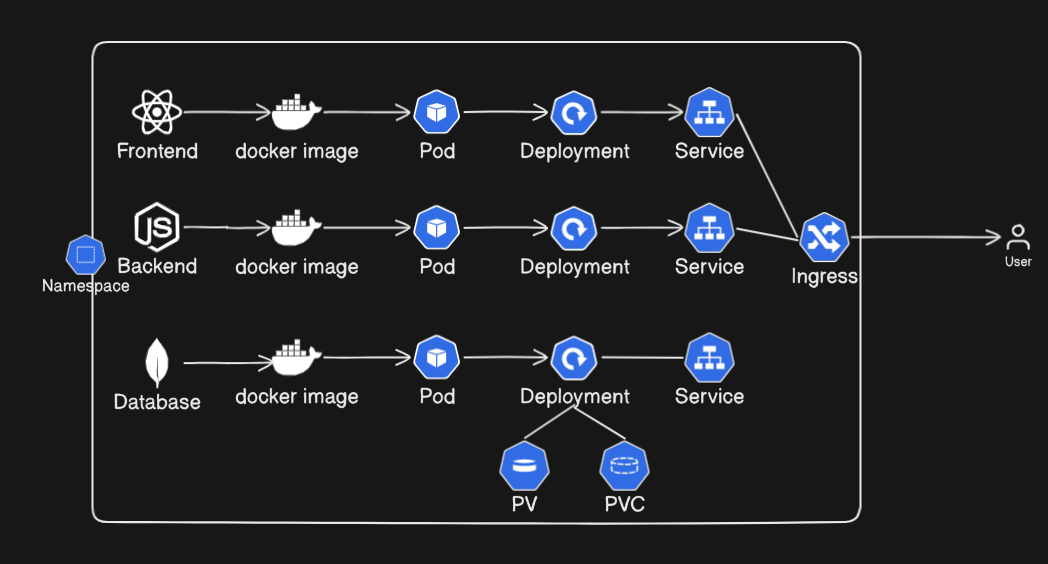 Frontend
docker image
Pod
Deployment
Service
JS
Backend
docker image
Pod
Deployment
Service
Ingress
User
Namespace
Database
docker image
Pod
Deployment
Service
PV
PVC